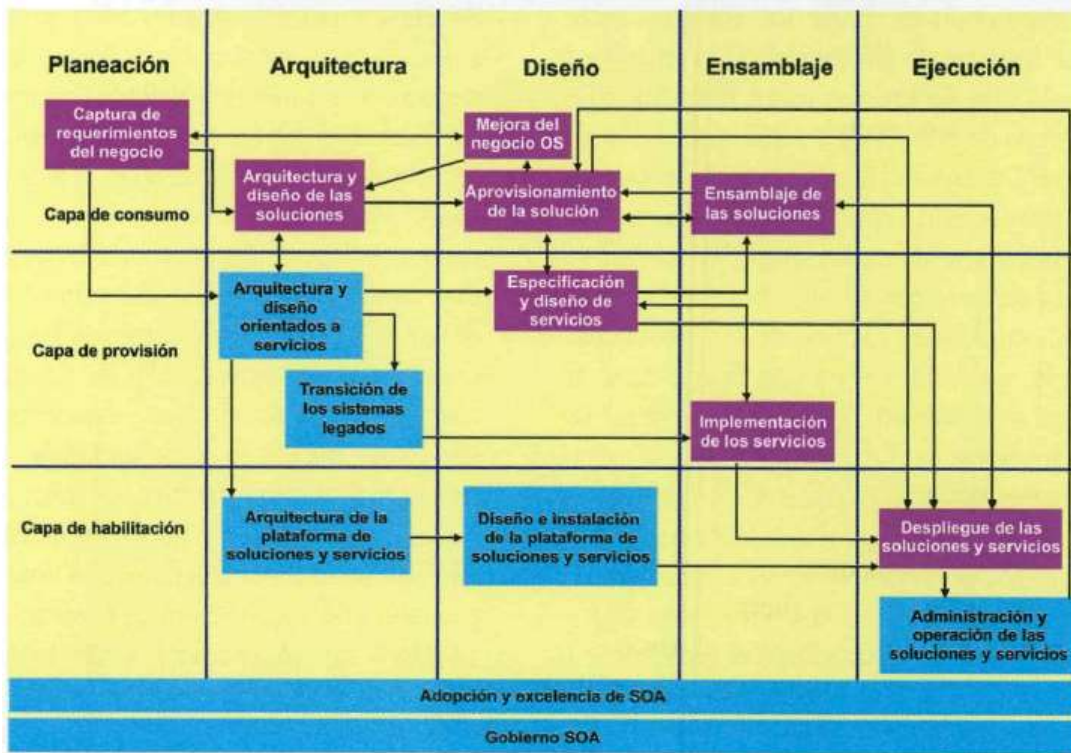 Planeación
Arquitectura
Diseño
Ensamblaje
Ejecución
Captura de
requerimientos
del negocio
Mejora del
negocio OS
Arquitectura y
diseño de las
soluciones
Aprovisionamiento
de la solución
Ensamblaje de
las soluciones
Capa de consumo
Arquitectura y
diseño
orientados a
servicios
Especificación
y diseño de
servicios
Capa de provisión
Transición de
los sistemas
legados
Implementación
de los servicios
Capa de habilitación
Arquitectura de la
plataforma de
soluciones y servicios
Diseño e instalación
de la plataforma de
soluciones y servicios
Despliegue de las
soluciones y servicios
Administración y
operación de las
soluciones y servicios
Adopción y excelencia de SOA
Gobierno SOA